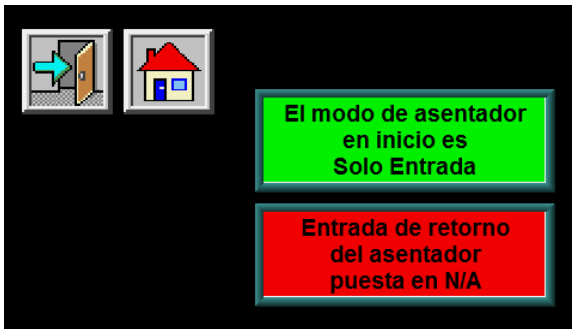 El modo de asentador
en inicio es
Solo Entrada
Entrada de retorno
del asentador
puesta en N/A